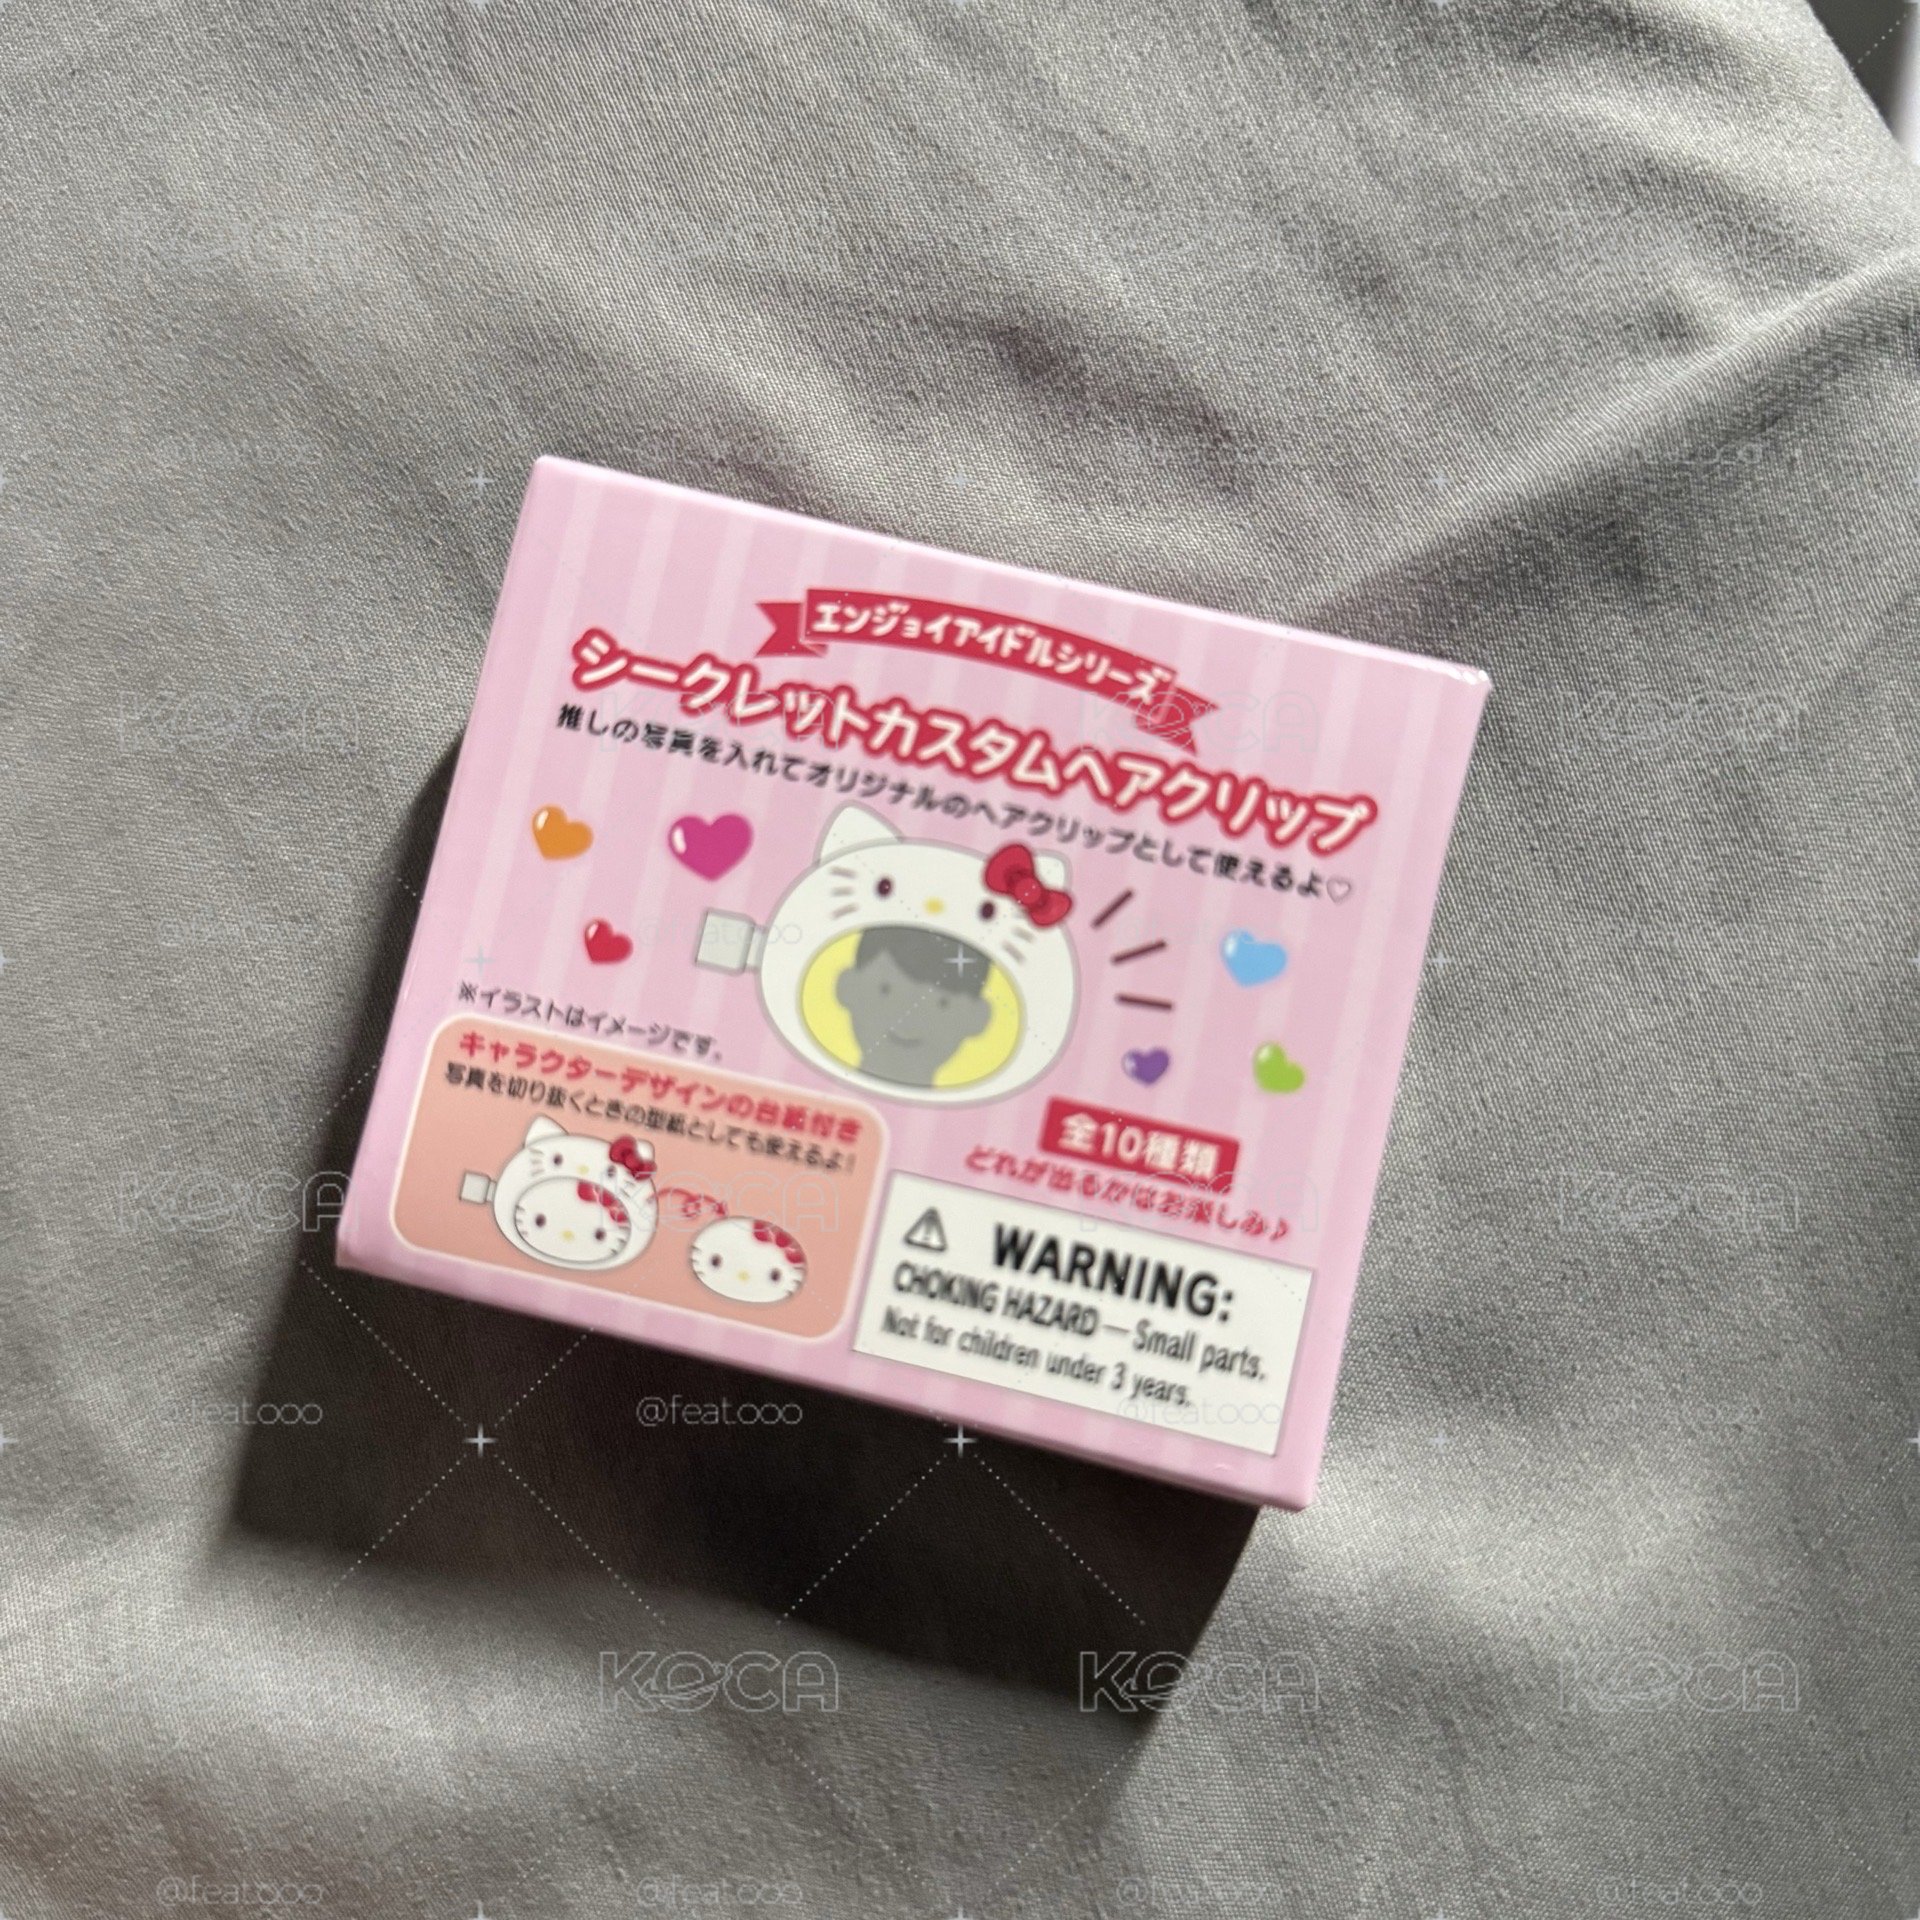 エンジョイアイドルシリーズ
シークレットカスタムヘアクリップ
推しの写真を入れてオリジナルのヘアクリップとして使えるよ♡
※イラストはイメージです。
キャラクターデザインの台紙付き
写真を切り抜くときの型紙としても使えるよ!
全10種類
どれが出るかはお楽しみ♪
⚠ WARNING:
CHOKING HAZARD — Small parts.
Not for children under 3 years.
KOCA
@feat.ooo